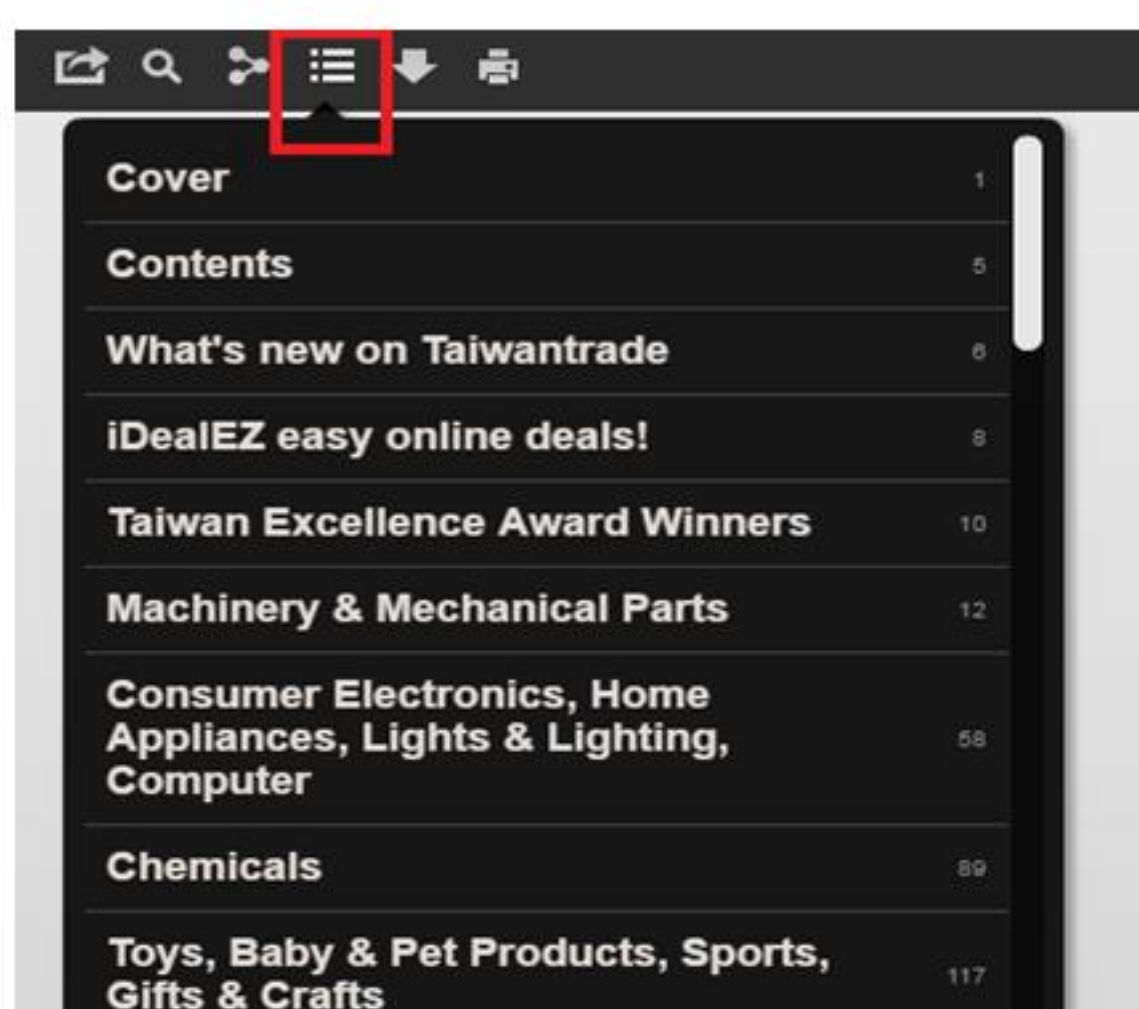 Cover 1
Contents 5
What's new on Taiwantrade 6
iDealEZ easy online deals! 8
Taiwan Excellence Award Winners 10
Machinery & Mechanical Parts 12
Consumer Electronics, Home
Appliances, Lights & Lighting, 58
Computer
Chemicals 89
Toys, Baby & Pet Products, Sports, 117
Gifts & Crafts